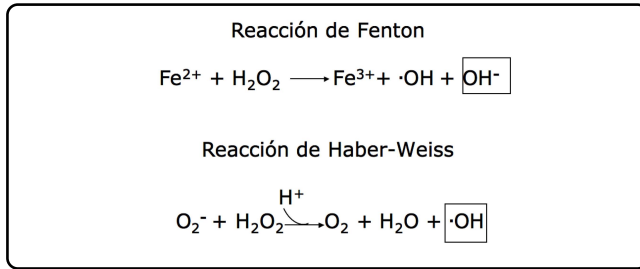 Reacción de Fenton
Fe²⁺ + H₂O₂ ⟶ Fe³⁺+ ·OH + OH⁻
Reacción de Haber-Weiss
H⁺
O₂⁻ + H₂O₂ ⟶ O₂ + H₂O + ·OH